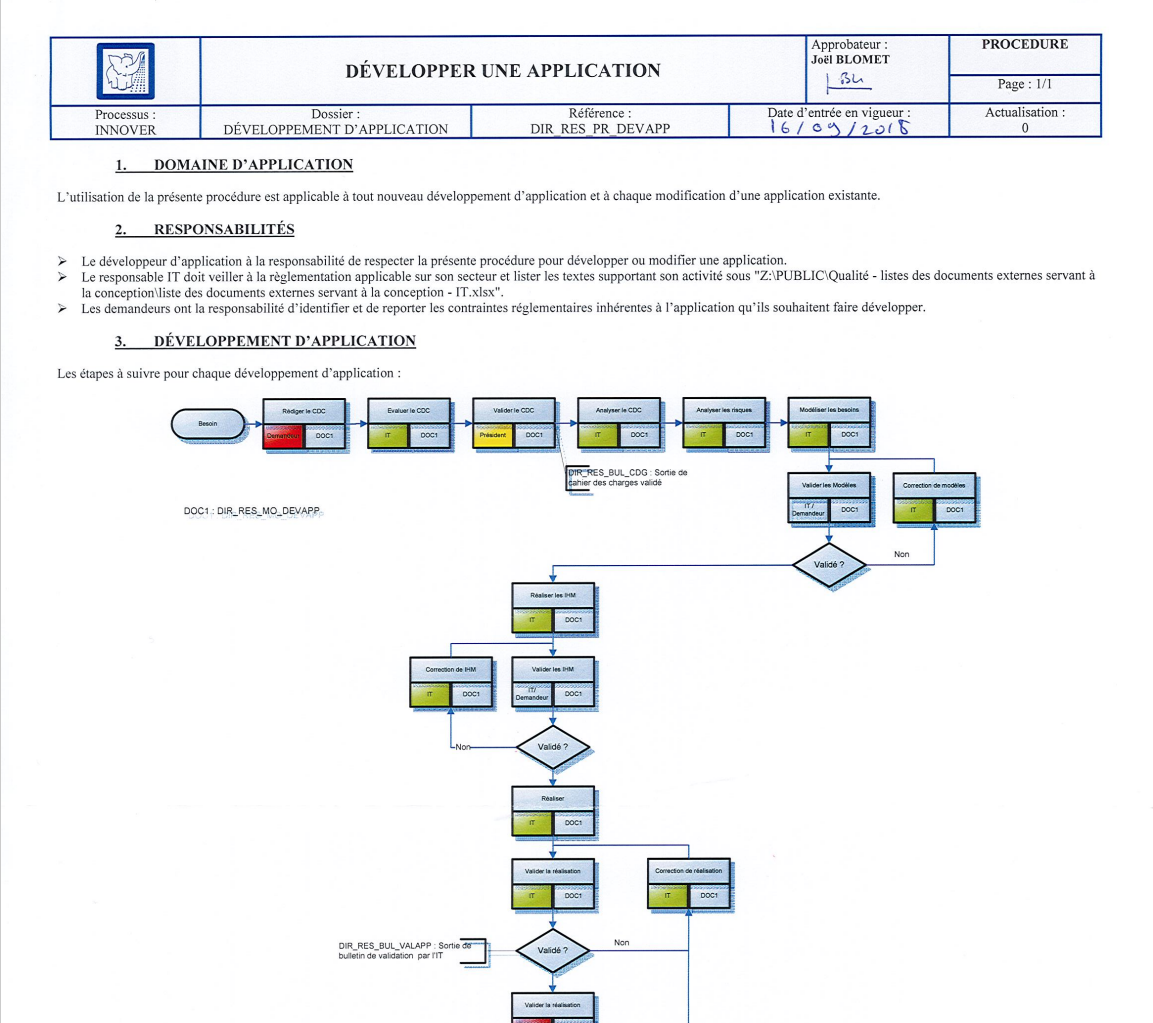 DÉVELOPPER UNE APPLICATION
Approbateur :
Joël BLOMET
PROCEDURE
Page : 1/1
Processus :
INNOVER
Dossier :
DÉVELOPPEMENT D'APPLICATION
Référence :
DIR_RES_PR_DEVAPP
Date d'entrée en vigueur :
16/09/2018
Actualisation :
0
1. DOMAINE D'APPLICATION
L'utilisation de la présente procédure est applicable à tout nouveau développement d'application et à chaque modification d'une application existante.
2. RESPONSABILITÉS
➢ Le développeur d'application à la responsabilité de respecter la présente procédure pour développer ou modifier une application.
➢ Le responsable IT doit veiller à la règlementation applicable sur son secteur et lister les textes supportant son activité sous "Z:\PUBLIC\Qualité - listes des documents externes servant à
la conception\liste des documents externes servant à la conception - IT.xlsx".
➢ Les demandeurs ont la responsabilité d'identifier et de reporter les contraintes réglementaires inhérentes à l'application qu'ils souhaitent faire développer.
3. DÉVELOPPEMENT D'APPLICATION
Les étapes à suivre pour chaque développement d'application :
Besoin
Rédiger le CDC
Demandeur DOC1
Evaluer le CDC
IT DOC1
Valider le CDC
Président DOC1
Analyser le CDC
IT DOC1
Analyser les risques
IT DOC1
Modéliser les besoins
IT DOC1
DIR_RES_BUL_CDG : Sortie de
cahier des charges validé
DOC1 : DIR_RES_MO_DEVAPP
Valider les Modèles
IT /
Demandeur DOC1
Correction de modèles
IT DOC1
Validé ?
Non
Réaliser les IHM
IT DOC1
Correction de IHM
IT DOC1
Valider les IHM
IT/
Demandeur DOC1
Validé ?
Non
Réaliser
IT DOC1
Valider la réalisation
IT DOC1
Correction de réalisation
IT DOC1
DIR_RES_BUL_VALAPP : Sortie de
bulletin de validation par l'IT
Validé ?
Non
Valider la réalisation